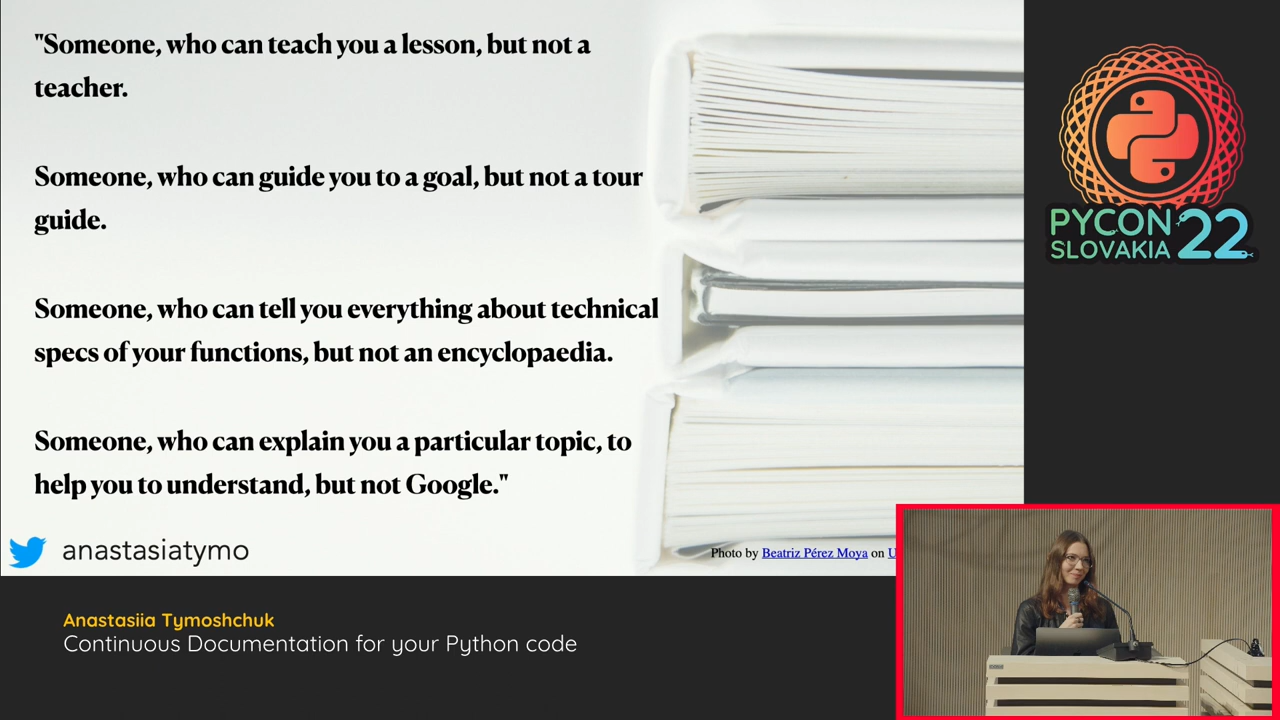 "Someone, who can teach you a lesson, but not a
teacher.
Someone, who can guide you to a goal, but not a tour
guide.
Someone, who can tell you everything about technical
specs of your functions, but not an encyclopaedia.
Someone, who can explain you a particular topic, to
help you to understand, but not Google."
anastasiatymo
Photo by Beatriz Pérez Moya on U
PYCON
SLOVAKIA 22
Anastasiia Tymoshchuk
Continuous Documentation for your Python code